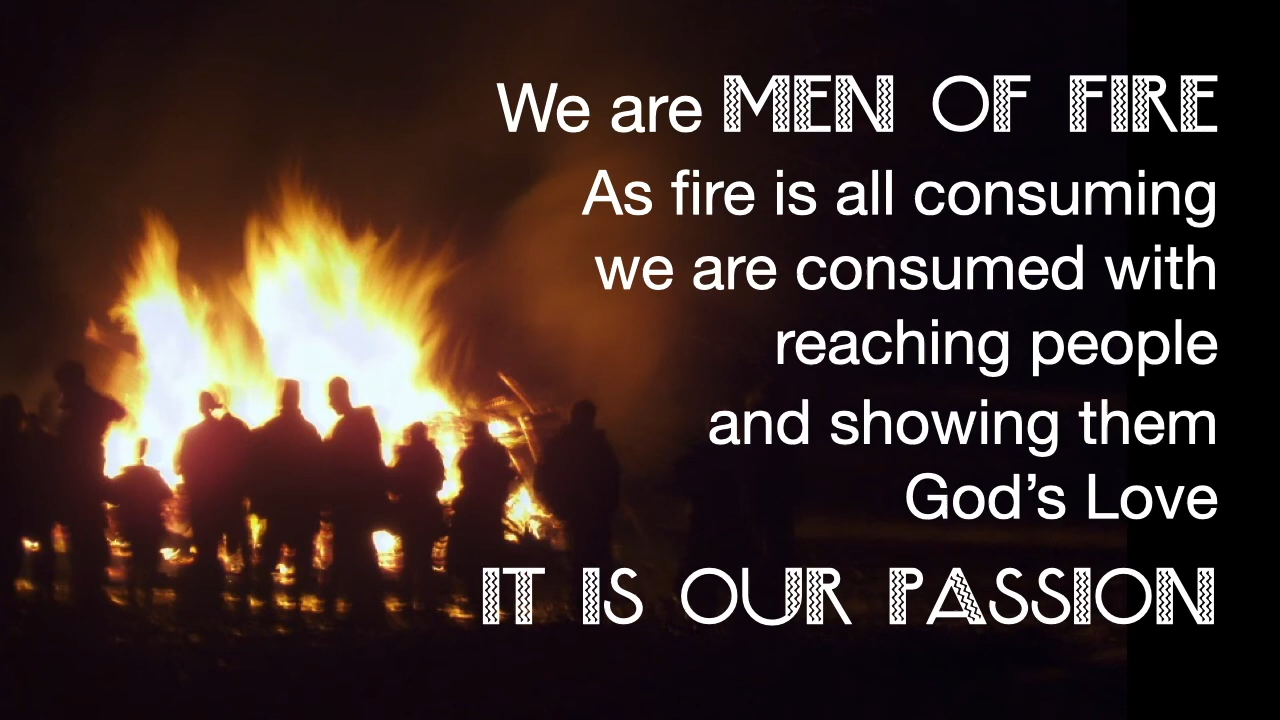 We are MEN OF FIRE
As fire is all consuming
we are consumed with
reaching people
and showing them
God’s Love
IT IS OUR PASSION